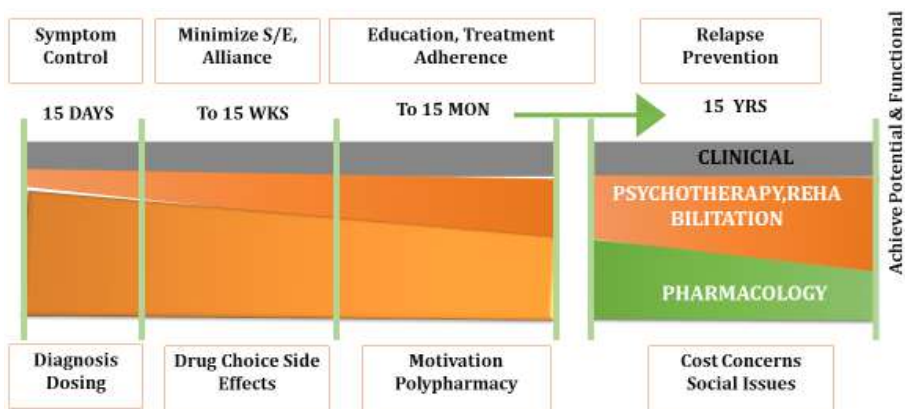 Symptom
Control
Minimize S/E,
Alliance
Education, Treatment
Adherence
Relapse
Prevention
15 DAYS
To 15 WKS
To 15 MON
15 YRS
CLINICIAL
PSYCHOTHERAPY,REHA
BILITATION
PHARMACOLOGY
Achieve Potential & Functional
Diagnosis
Dosing
Drug Choice Side
Effects
Motivation
Polypharmacy
Cost Concerns
Social Issues